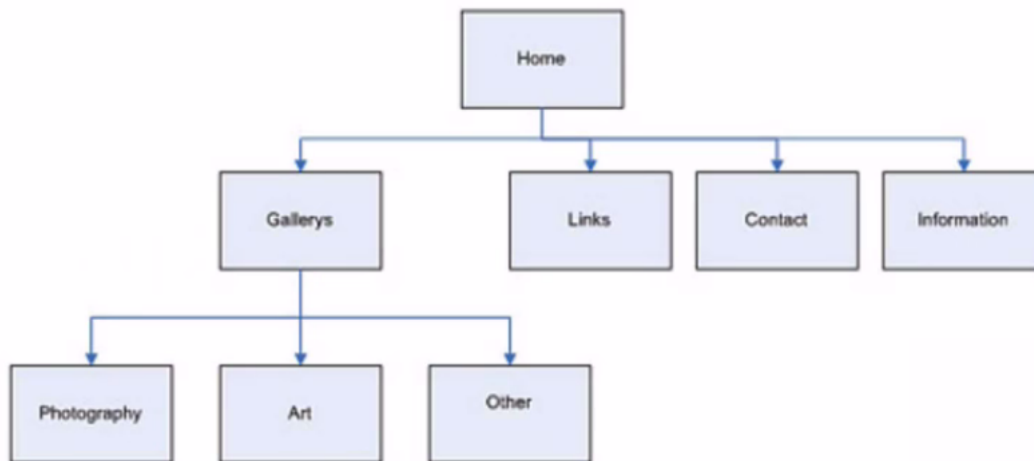 Home
Gallerys
Links
Contact
Information
Photography
Art
Other